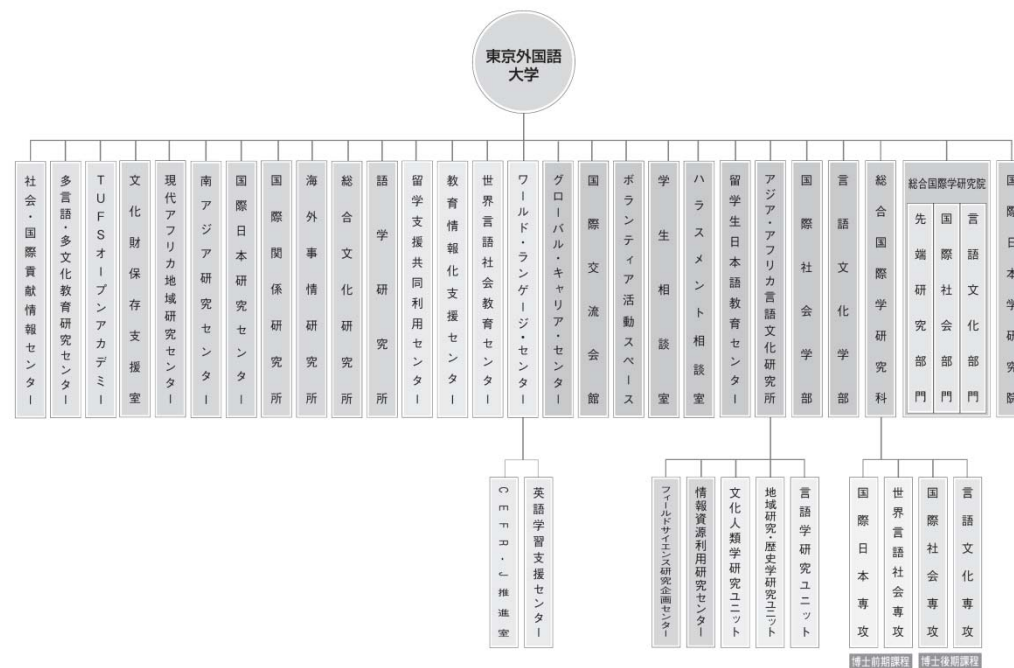 東京外国語
大学
国際日本学研究院
総合国際学研究院
言語文化部門
国際社会部門
先端研究部門
総合国際学研究科
言語文化学部
国際社会学部
アジア・アフリカ言語文化研究所
留学生日本語教育センター
ハラスメント相談室
学生相談室
ボランティア活動スペース
国際交流会館
グローバル・キャリア・センター
ワールド・ランゲージ・センター
世界言語社会教育センター
教育情報化支援センター
留学支援共同利用センター
語学研究所
総合文化研究所
海外事情研究所
国際関係研究所
国際日本研究センター
南アジア研究センター
現代アフリカ地域研究センター
文化財保存支援室
TUFSオープンアカデミー
多言語・多文化教育研究センター
社会・国際貢献情報センター
言語文化専攻
国際社会専攻
世界言語社会専攻
国際日本専攻
博士後期課程
博士前期課程
言語学研究ユニット
地域研究・歴史学研究ユニット
文化人類学研究ユニット
情報資源利用研究センター
フィールドサイエンス研究企画センター
英語学習支援センター
CEFR-J推進室